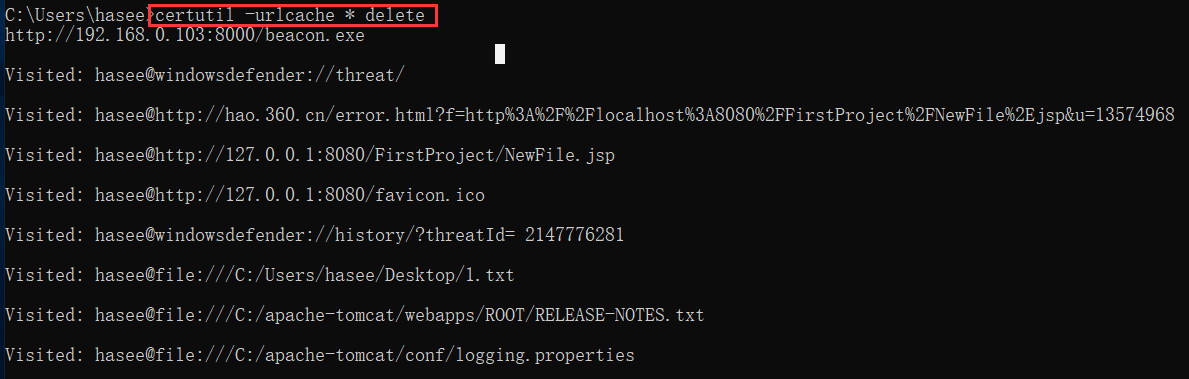 C:\Users\hasee>certutil -urlcache * delete
http://192.168.0.103:8000/beacon.exe
Visited: hasee@windowsdefender://threat/
Visited: hasee@http://hao.360.cn/error.html?f=http%3A%2F%2Flocalhost%3A8080%2FFirstProject%2FNewFile%2Ejsp&u=13574968
Visited: hasee@http://127.0.0.1:8080/FirstProject/NewFile.jsp
Visited: hasee@http://127.0.0.1:8080/favicon.ico
Visited: hasee@windowsdefender://history/?threatId= 2147776281
Visited: hasee@file:///C:/Users/hasee/Desktop/1.txt
Visited: hasee@file:///C:/apache-tomcat/webapps/ROOT/RELEASE-NOTES.txt
Visited: hasee@file:///C:/apache-tomcat/conf/logging.properties